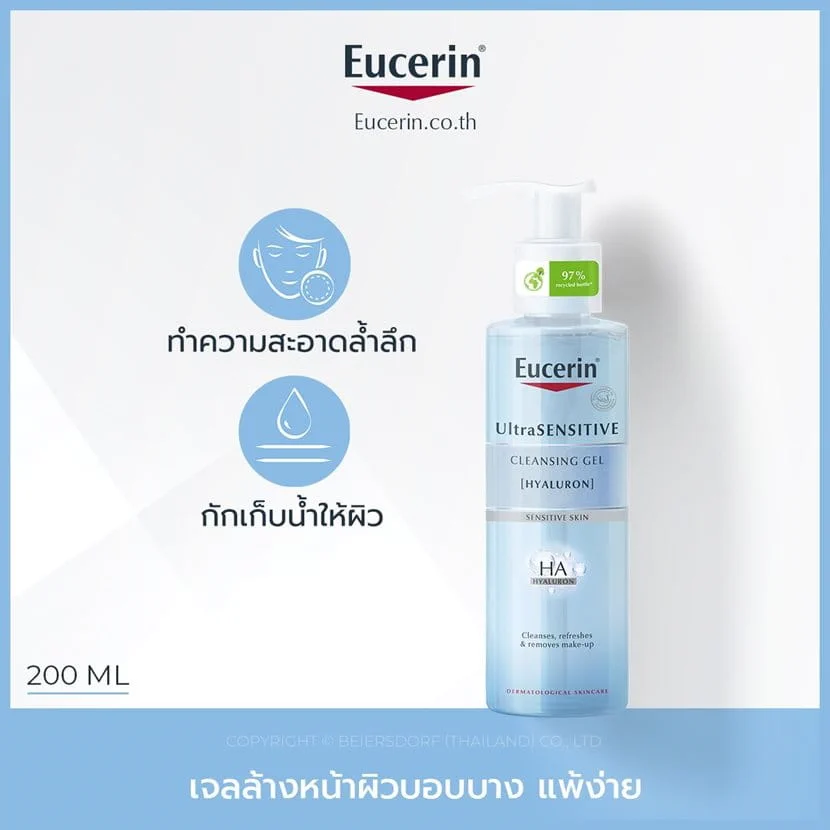 Eucerin®
Eucerin.co.th
ทำความสะอาดล้ำลึก
กักเก็บน้ำให้ผิว
97%
recycled bottle*
Eucerin®
UltraSENSITIVE
CLEANSING GEL
[HYALURON]
SENSITIVE SKIN
HA
HYALURON
Cleanses, refreshes
& removes make-up
DERMATOLOGICAL SKINCARE
200 ML
COPYRIGHT © BEIERSDORF (THAILAND) CO., LTD
เจลล้างหน้าผิวบอบบาง แพ้ง่าย